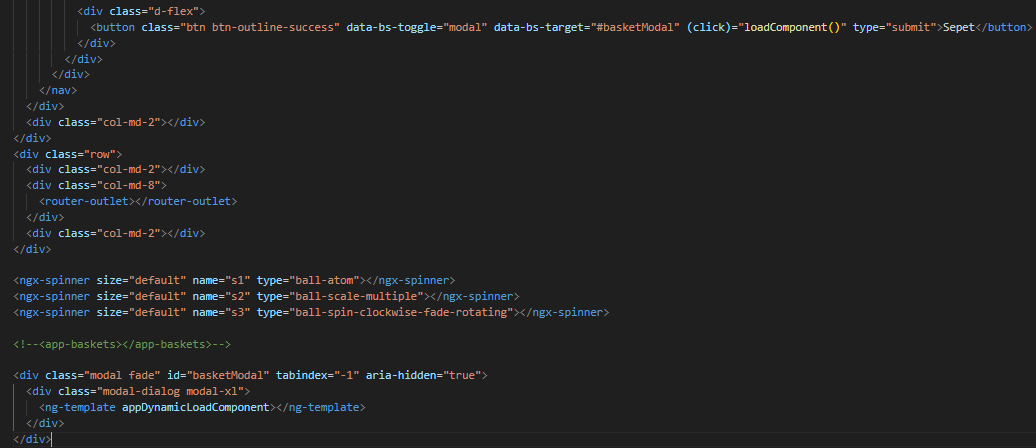 <div class="d-flex">
<button class="btn btn-outline-success" data-bs-toggle="modal" data-bs-target="#basketModal" (click)="loadComponent()" type="submit">Sepet</button>
</div>
</div>
</div>
</nav>
</div>
<div class="col-md-2"></div>
</div>
<div class="row">
<div class="col-md-2"></div>
<div class="col-md-8">
<router-outlet></router-outlet>
</div>
<div class="col-md-2"></div>
</div>
<ngx-spinner size="default" name="s1" type="ball-atom"></ngx-spinner>
<ngx-spinner size="default" name="s2" type="ball-scale-multiple"></ngx-spinner>
<ngx-spinner size="default" name="s3" type="ball-spin-clockwise-fade-rotating"></ngx-spinner>
<!--<app-baskets></app-baskets>-->
<div class="modal fade" id="basketModal" tabindex="-1" aria-hidden="true">
<div class="modal-dialog modal-xl">
<ng-template appDynamicLoadComponent></ng-template>
</div>
</div>